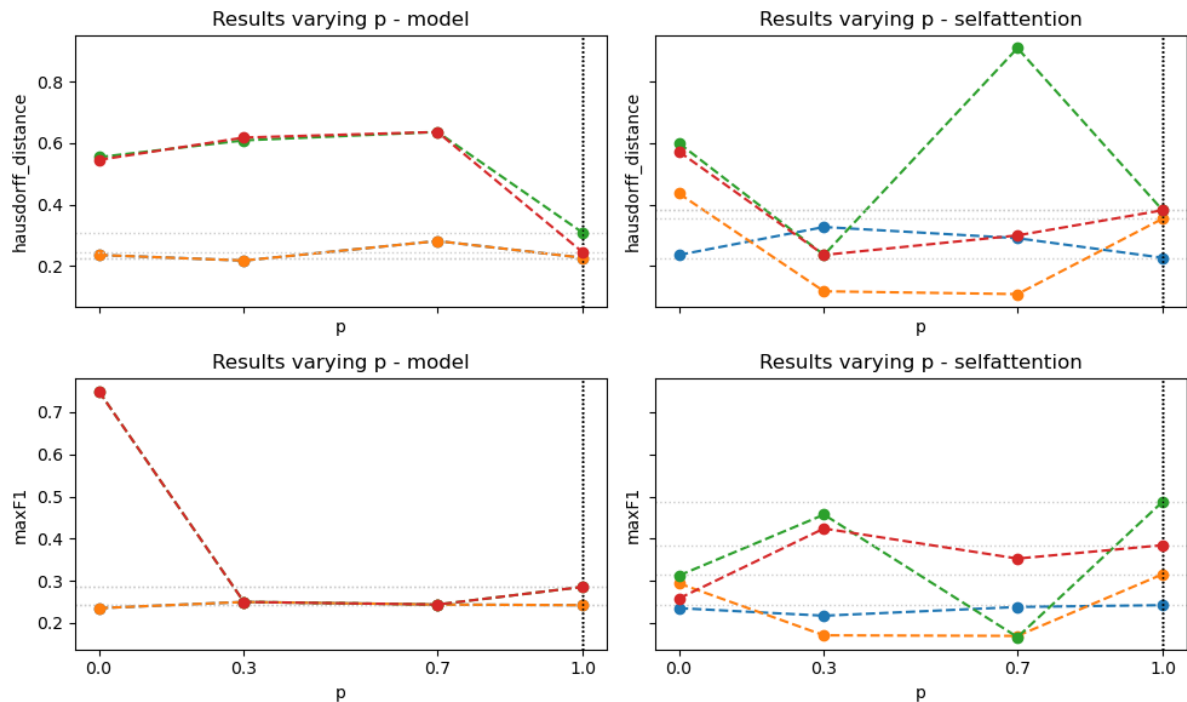 Results varying p - model
Results varying p - selfattention
hausdorff_distance
0.8
0.6
0.4
0.2
p
hausdorff_distance
p
Results varying p - model
Results varying p - selfattention
maxF1
0.7
0.6
0.5
0.4
0.3
0.2
0.0 0.3 0.7 1.0
p
maxF1
0.0 0.3 0.7 1.0
p